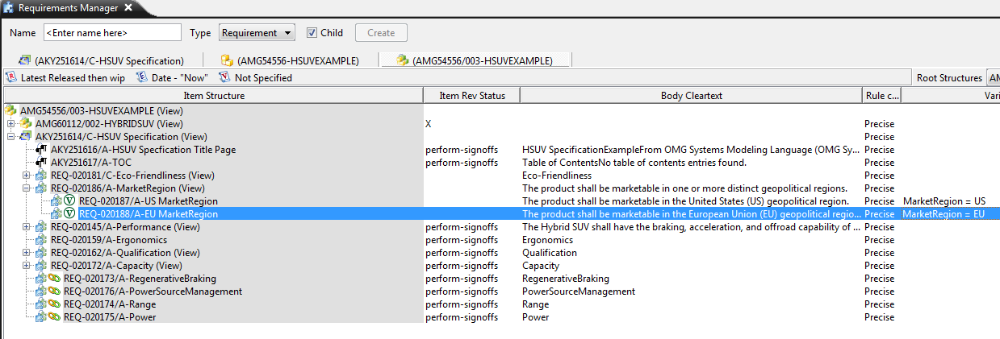 Requirements Manager
Name <Enter name here> Type Requirement Child Create
(AKY251614/C-HSUV Specification) (AMG54556-HSUVEXAMPLE) (AMG54556/003-HSUVEXAMPLE)
Latest Released then wip Date - "Now" Not Specified Root Structures AM
Item Structure Item Rev Status Body Cleartext Rule c... Vari
AMG54556/003-HSUVEXAMPLE (View)
AMG60112/002-HYBRIDSUV (View) X Precise
AKY251614/C-HSUV Specification (View) Precise
AKY251616/A-HSUV Specfication Title Page perform-signoffs HSUV SpecificationExampleFrom OMG Systems Modeling Language (OMG Sy... Precise
AKY251617/A-TOC perform-signoffs Table of ContentsNo table of contents entries found. Precise
REQ-020181/C-Eco-Friendliness (View) Eco-Friendliness Precise
REQ-020186/A-MarketRegion (View) The product shall be marketable in one or more distinct geopolitical regions. Precise
REQ-020187/A-US MarketRegion The product shall be marketable in the United States (US) geopolitical region. Precise MarketRegion = US
REQ-020188/A-EU MarketRegion The product shall be marketable in the European Union (EU) geopolitical regio... Precise MarketRegion = EU
REQ-020145/A-Performance (View) perform-signoffs The Hybrid SUV shall have the braking, acceleration, and offroad capability of ... Precise
REQ-020159/A-Ergonomics perform-signoffs Ergonomics Precise
REQ-020162/A-Qualification (View) perform-signoffs Qualification Precise
REQ-020172/A-Capacity (View) perform-signoffs Capacity Precise
REQ-020173/A-RegenerativeBraking perform-signoffs RegenerativeBraking Precise
REQ-020176/A-PowerSourceManagement perform-signoffs PowerSourceManagement Precise
REQ-020174/A-Range perform-signoffs Range Precise
REQ-020175/A-Power perform-signoffs Power Precise